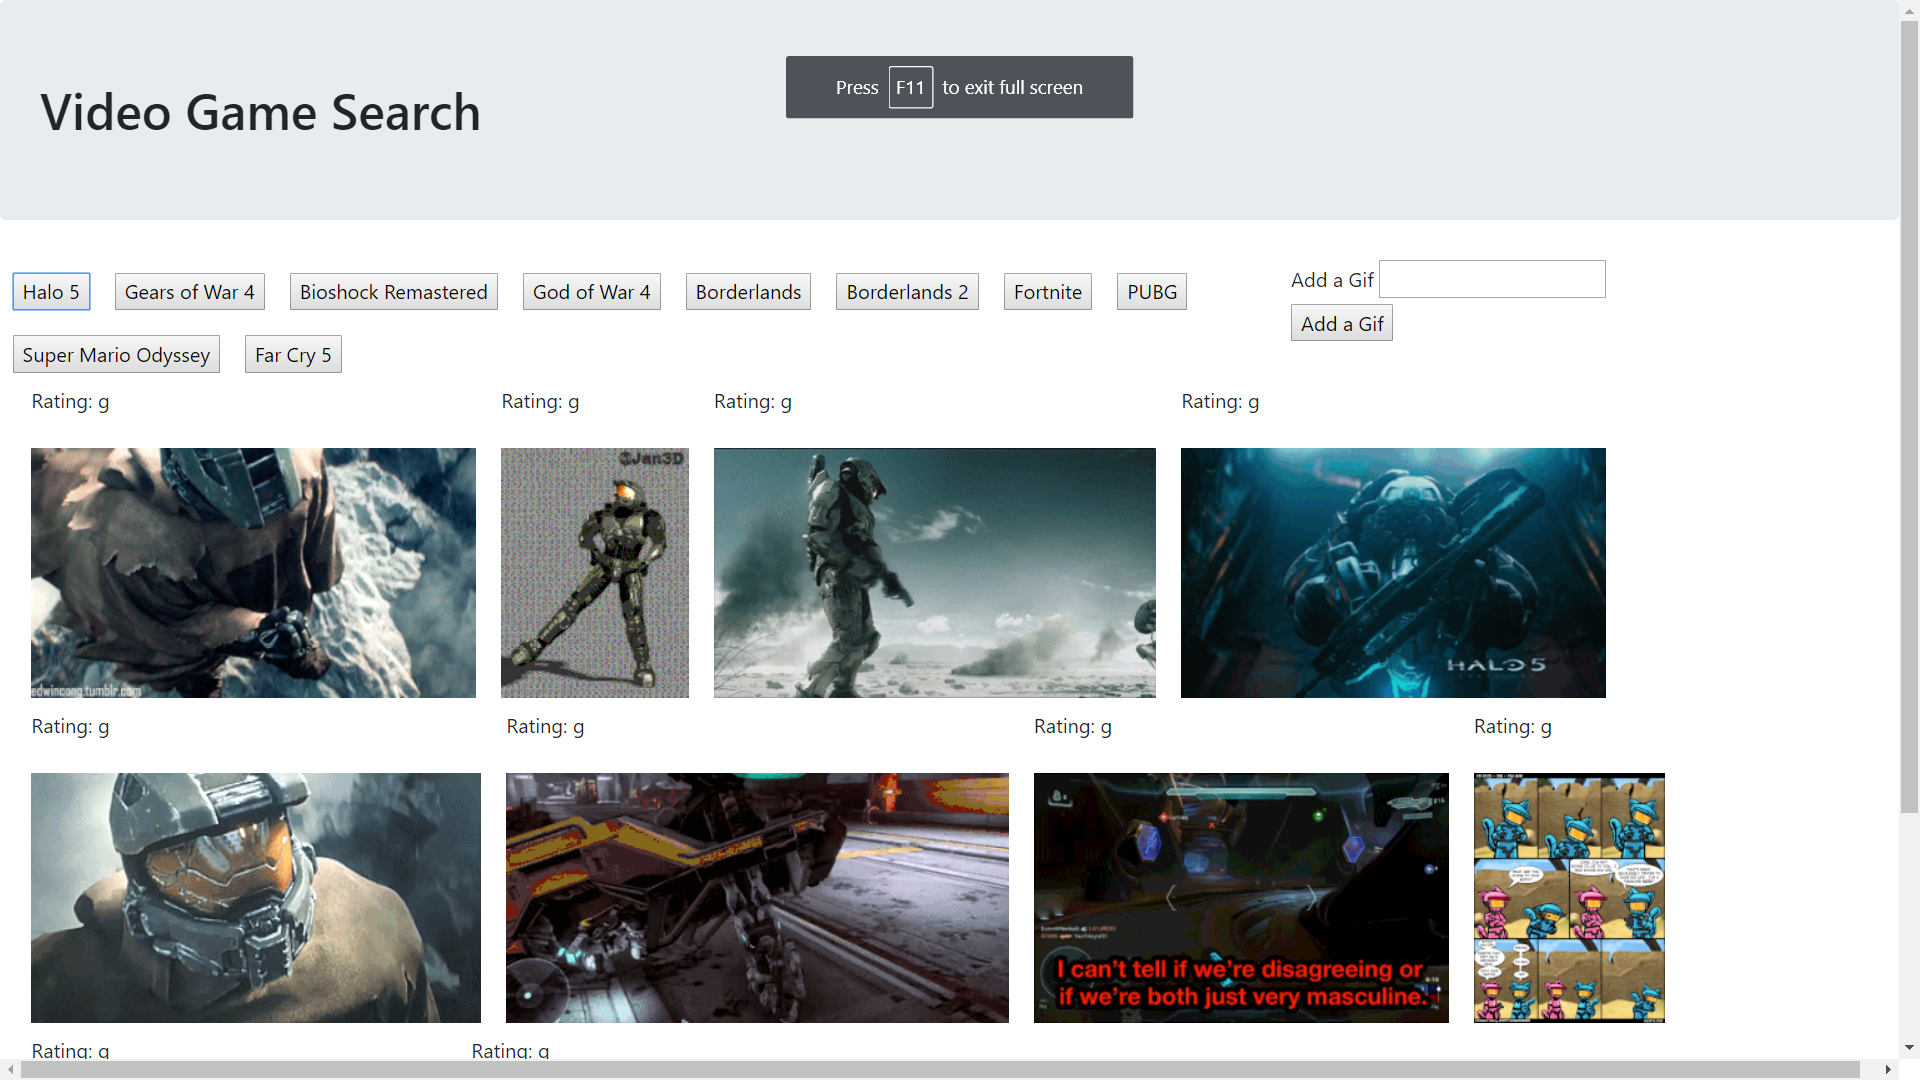 Video Game Search
Press F11 to exit full screen
Halo 5 Gears of War 4 Bioshock Remastered God of War 4 Borderlands Borderlands 2 Fortnite PUBG
Super Mario Odyssey Far Cry 5
Add a Gif
Add a Gif
Rating: g Rating: g Rating: g Rating: g
©Jan3D
HALO 5
edwincong.tumblr.com
Rating: g Rating: g Rating: g Rating: g
I can't tell if we're disagreeing or
if we're both just very masculine.
Rating: g Rating: g